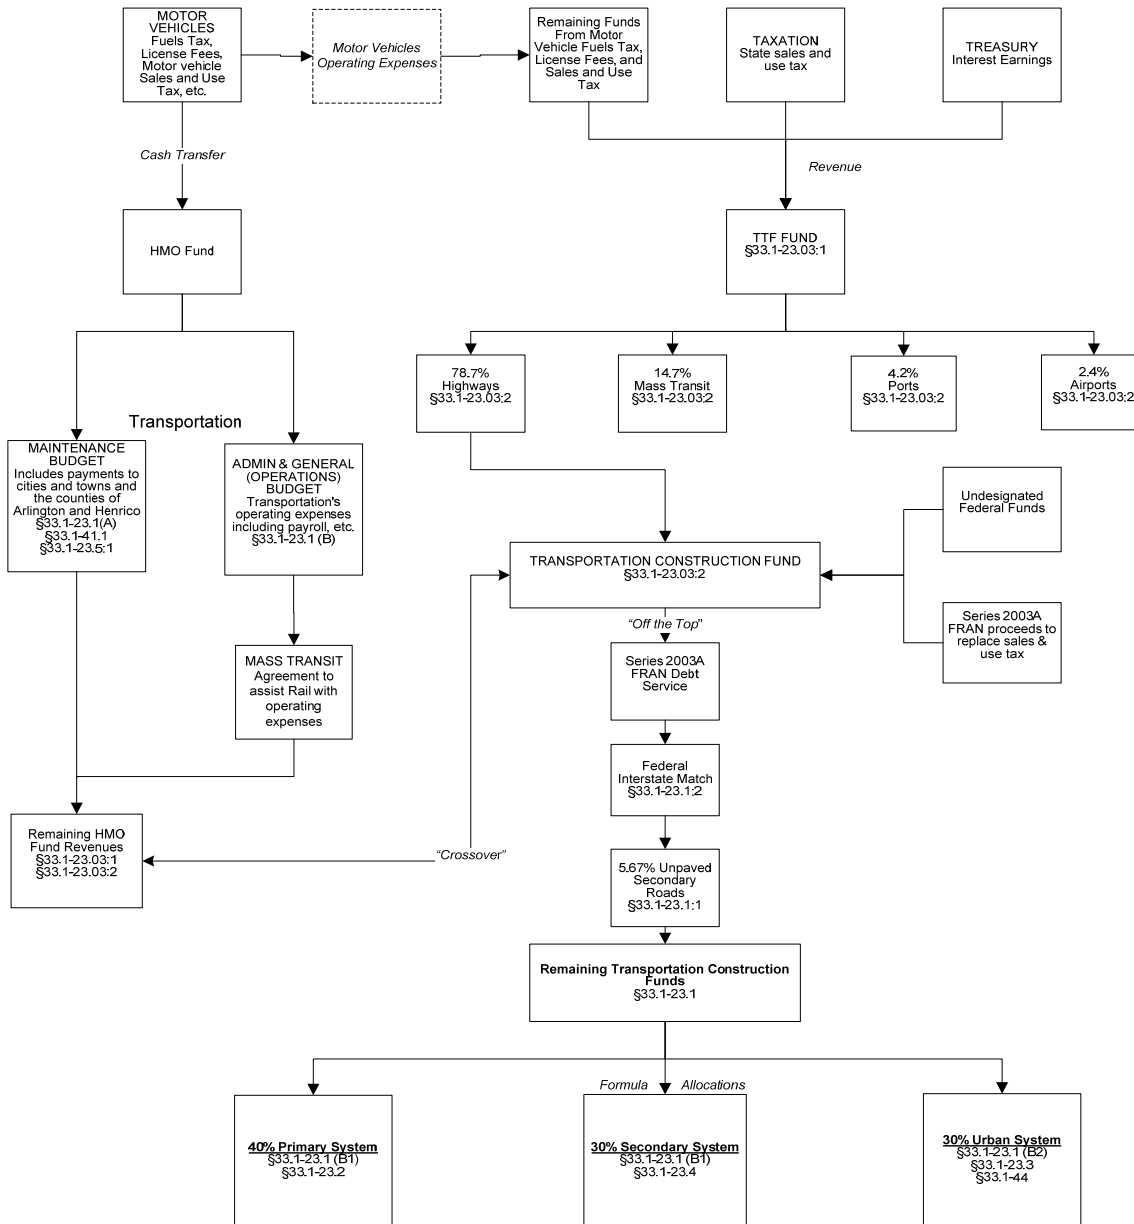 MOTOR
VEHICLES
Fuels Tax,
License Fees,
Motor vehicle
Sales and Use
Tax, etc.
Motor Vehicles
Operating Expenses
Remaining Funds
From Motor
Vehicle Fuels Tax,
License Fees, and
Sales and Use
Tax
TAXATION
State sales and
use tax
TREASURY
Interest Earnings
Cash Transfer
Revenue
HMO Fund
TTF FUND
§33.1-23.03:1
78.7%
Highways
§33.1-23.03:2
14.7%
Mass Transit
§33.1-23.03:2
4.2%
Ports
§33.1-23.03:2
2.4%
Airports
§33.1-23.03:2
Transportation
MAINTENANCE
BUDGET
Includes payments to
cities and towns and
the counties of
Arlington and Henrico
§33.1-23.1(A)
§33.1-41.1
§33.1-23.5:1
ADMIN & GENERAL
(OPERATIONS)
BUDGET
Transportation's
operating expenses
including payroll, etc.
§33.1-23.1 (B)
Undesignated
Federal Funds
TRANSPORTATION CONSTRUCTION FUND
§33.1-23.03:2
Series 2003A
FRAN proceeds to
replace sales &
use tax
"Off the Top"
MASS TRANSIT
Agreement to
assist Rail with
operating
expenses
Series 2003A
FRAN Debt
Service
Federal
Interstate Match
§33.1-23.1:2
Remaining HMO
Fund Revenues
§33.1-23.03:1
§33.1-23.03:2
"Crossover"
5.67% Unpaved
Secondary
Roads
§33.1-23.1:1
Remaining Transportation Construction
Funds
§33.1-23.1
Formula Allocations
40% Primary System
§33.1-23.1 (B1)
§33.1-23.2
30% Secondary System
§33.1-23.1 (B1)
§33.1-23.4
30% Urban System
§33.1-23.1 (B2)
§33.1-23.3
§33.1-44